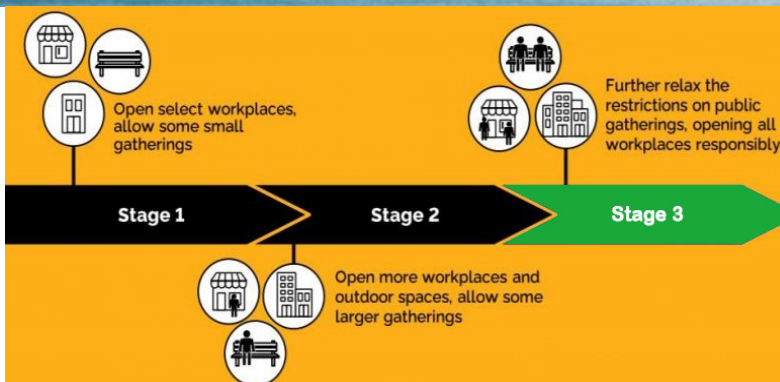 Open select workplaces,
allow some small
gatherings
Further relax the
restrictions on public
gatherings, opening all
workplaces responsibly
Stage 1
Stage 2
Stage 3
Open more workplaces and
outdoor spaces, allow some
larger gatherings